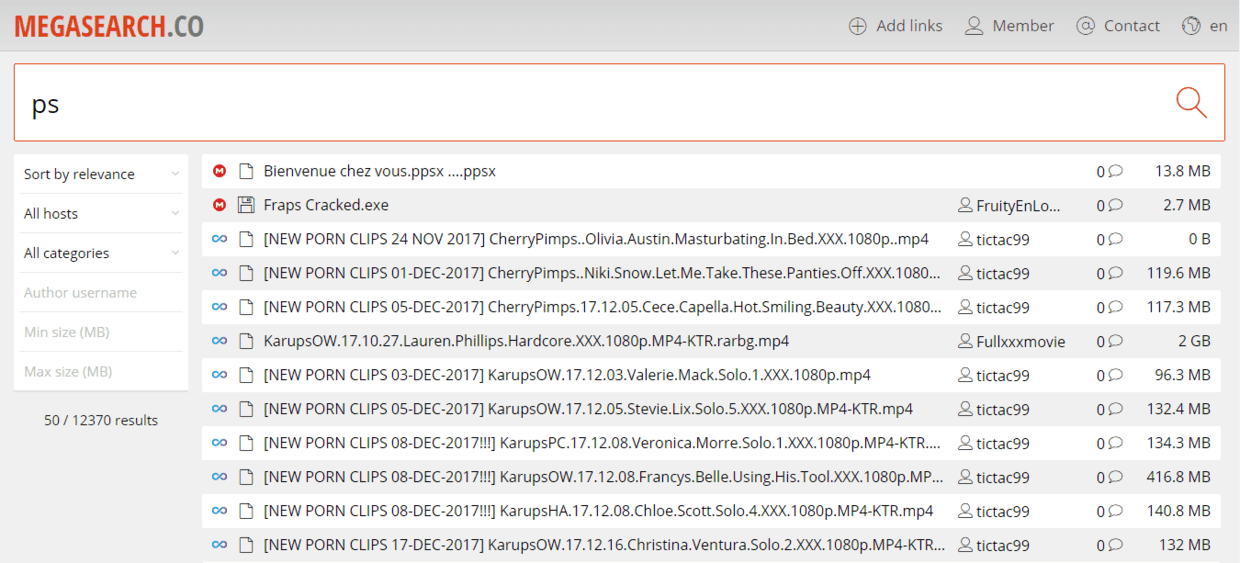 MEGASEARCH.CO Add links Member Contact en
ps
Sort by relevance
All hosts
All categories
Author username
Min size (MB)
Max size (MB)
50 / 12370 results
Bienvenue chez vous.ppsx ....ppsx 0 13.8 MB
Fraps Cracked.exe FruityEnLo... 0 2.7 MB
[NEW PORN CLIPS 24 NOV 2017] CherryPimps..Olivia.Austin.Masturbating.In.Bed.XXX.1080p..mp4 tictac99 0 0 B
[NEW PORN CLIPS 01-DEC-2017] CherryPimps..Niki.Snow.Let.Me.Take.These.Panties.Off.XXX.1080... tictac99 0 119.6 MB
[NEW PORN CLIPS 05-DEC-2017] CherryPimps.17.12.05.Cece.Capella.Hot.Smiling.Beauty.XXX.1080... tictac99 0 117.3 MB
KarupsOW.17.10.27.Lauren.Phillips.Hardcore.XXX.1080p.MP4-KTR.rarbg.mp4 Fullxxxmovie 0 2 GB
[NEW PORN CLIPS 03-DEC-2017] KarupsOW.17.12.03.Valerie.Mack.Solo.1.XXX.1080p.mp4 tictac99 0 96.3 MB
[NEW PORN CLIPS 05-DEC-2017] KarupsOW.17.12.05.Stevie.Lix.Solo.5.XXX.1080p.MP4-KTR.mp4 tictac99 0 132.4 MB
[NEW PORN CLIPS 08-DEC-2017!!!] KarupsPC.17.12.08.Veronica.Morre.Solo.1.XXX.1080p.MP4-KTR.... tictac99 0 134.3 MB
[NEW PORN CLIPS 08-DEC-2017!!!] KarupsOW.17.12.08.Francys.Belle.Using.His.Tool.XXX.1080p.MP... tictac99 0 416.8 MB
[NEW PORN CLIPS 08-DEC-2017!!!] KarupsHA.17.12.08.Chloe.Scott.Solo.4.XXX.1080p.MP4-KTR.mp4 tictac99 0 140.8 MB
[NEW PORN CLIPS 17-DEC-2017] KarupsOW.17.12.16.Christina.Ventura.Solo.2.XXX.1080p.MP4-KTR... tictac99 0 132 MB